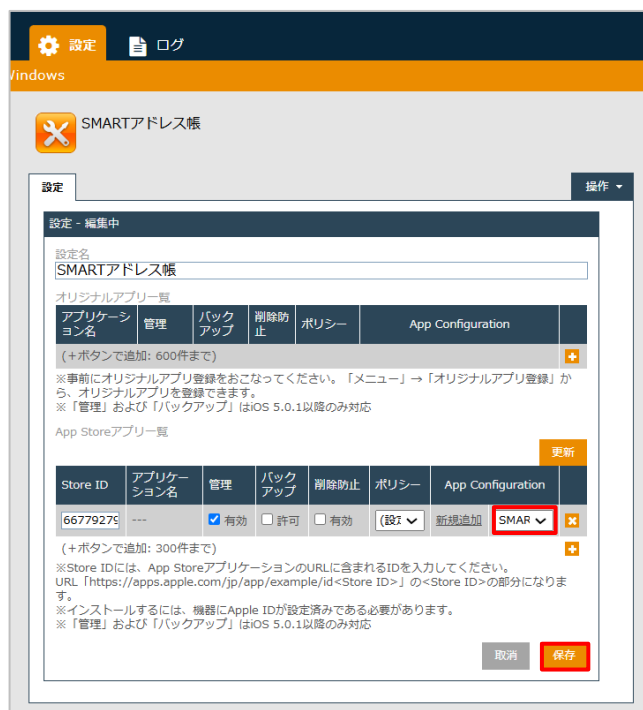 設定 ログ
Windows
SMARTアドレス帳
設定 操作
設定 - 編集中
設定名
SMARTアドレス帳
オリジナルアプリ一覧
アプリケーション名 管理 バックアップ 削除防止 ポリシー App Configuration
(+ボタンで追加: 600件まで)
※事前にオリジナルアプリ登録をおこなってください。「メニュー」→「オリジナルアプリ登録」か
ら、オリジナルアプリを登録できます。
※「管理」および「バックアップ」はiOS 5.0.1以降のみ対応
App Storeアプリ一覧
更新
Store ID アプリケーション名 管理 バックアップ 削除防止 ポリシー App Configuration
66779279 --- 有効 許可 有効 (設定 新規追加 SMAR
(+ボタンで追加: 300件まで)
※Store IDには、App StoreアプリケーションのURLに含まれるIDを入力してください。
URL「https://apps.apple.com/jp/app/example/id<Store ID>」の<Store ID>の部分になりま
す。
※インストールするには、機器にApple IDが設定済みである必要があります。
※「管理」および「バックアップ」はiOS 5.0.1以降のみ対応
取消 保存